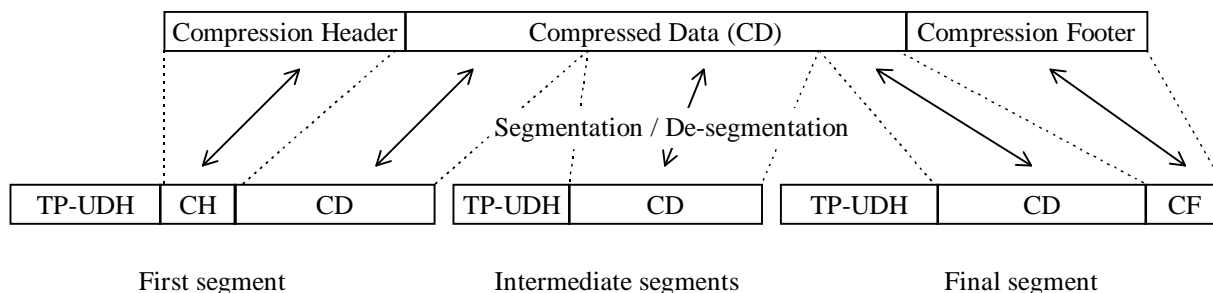 Compression Header Compressed Data (CD) Compression Footer
Segmentation / De-segmentation
TP-UDH CH CD TP-UDH CD TP-UDH CD CF
First segment Intermediate segments Final segment